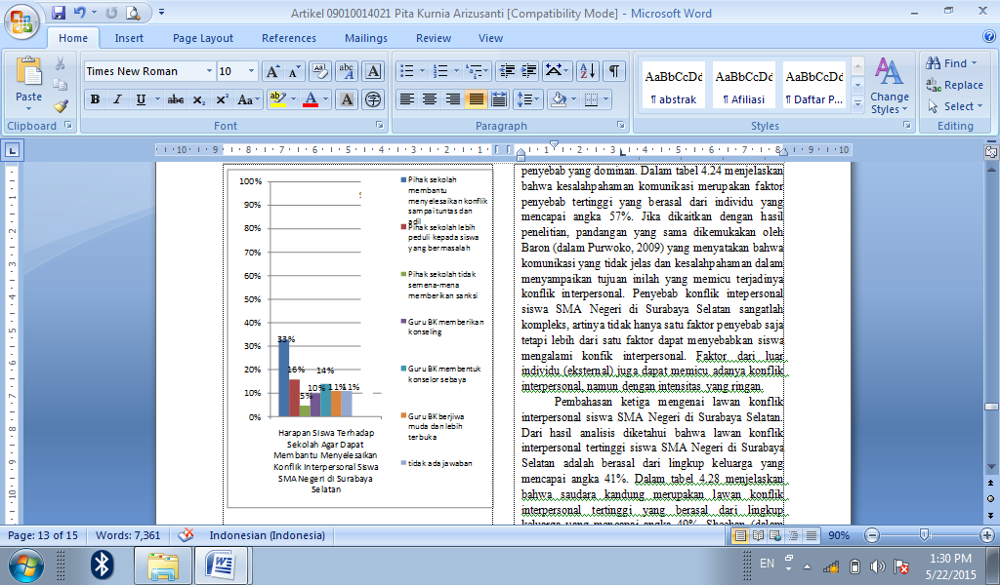 Artikel 09010014021 Pita Kurnia Arizusanti [Compatibility Mode] - Microsoft Word
Home Insert Page Layout References Mailings Review View
Paste
Clipboard
Times New Roman 10
Font
Paragraph
AaBbCcDd AaBbCcDd AaBbCcDd
¶ abstrak ¶ Afiliasi ¶ Daftar P...
Styles
Change
Styles
Find
Replace
Select
Editing
100%
90%
80%
70%
60%
50%
40%
30%
20%
10%
0%
33%
16%
5%
10%
14%
11%
11%
Harapan Siswa Terhadap
Sekolah Agar Dapat
Membantu Menyelesaikan
Konflik Interpersonal Siswa
SMA Negeri di Surabaya
Selatan
Pihak sekolah
membantu
menyelesaikan konflik
sampai tuntas dan
adil
Pihak sekolah lebih
peduli kepada siswa
yang bermasalah
Pihak sekolah tidak
semena-mena
memberikan sanksi
Guru BK memberikan
konseling
Guru BK membentuk
konselor sebaya
Guru BK berjiwa
muda dan lebih
terbuka
tidak ada jawaban
penyebab yang dominan. Dalam tabel 4.24 menjelaskan
bahwa kesalahpahaman komunikasi merupakan faktor
penyebab tertinggi yang berasal dari individu yang
mencapai angka 57%. Jika dikaitkan dengan hasil
penelitian, pandangan yang sama dikemukakan oleh
Baron (dalam Purwoko, 2009) yang menyatakan bahwa
komunikasi yang tidak jelas dan kesalahpahaman dalam
menyampaikan tujuan inilah yang memicu terjadinya
konflik interpersonal. Penyebab konflik intepersonal
siswa SMA Negeri di Surabaya Selatan sangatlah
kompleks, artinya tidak hanya satu faktor penyebab saja
tetapi lebih dari satu faktor dapat menyebabkan siswa
mengalami konfik interpersonal. Faktor dari luar
individu (eksternal) juga dapat memicu adanya konflik
interpersonal, namun dengan intensitas yang ringan.
Pembahasan ketiga mengenai lawan konflik
interpersonal siswa SMA Negeri di Surabaya Selatan.
Dari hasil analisis diketahui bahwa lawan konflik
interpersonal tertinggi siswa SMA Negeri di Surabaya
Selatan adalah berasal dari lingkup keluarga yang
mencapai angka 41%. Dalam tabel 4.28 menjelaskan
bahwa saudara kandung merupakan lawan konflik
interpersonal tertinggi yang berasal dari lingkup
keluarga yang mencapai angka 49%. (dalam
Page: 13 of 15 Words: 7,361 Indonesian (Indonesia) 90%
EN
1:30 PM
5/22/2015